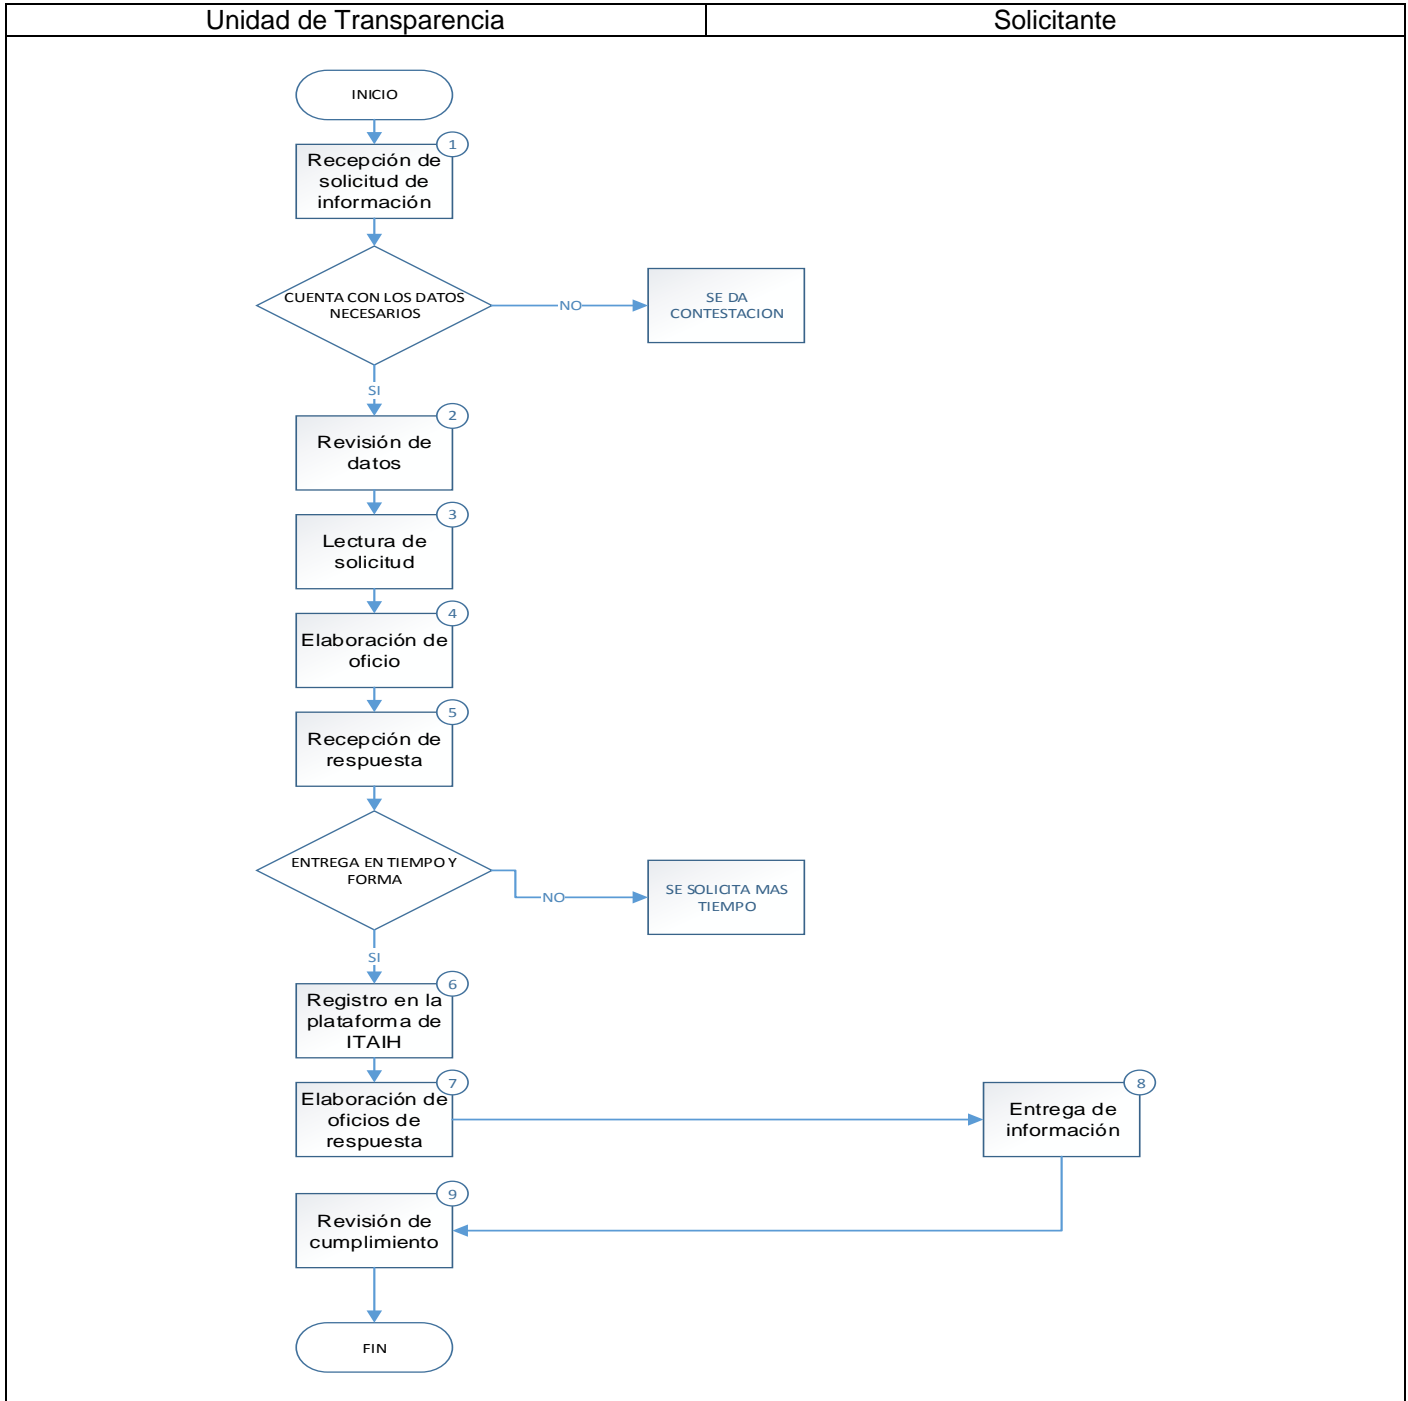 Unidad de Transparencia
Solicitante
INICIO
1
Recepción de
solicitud de
información
CUENTA CON LOS DATOS
NECESARIOS
NO
SE DA
CONTESTACION
SI
2
Revisión de
datos
3
Lectura de
solicitud
4
Elaboración de
oficio
5
Recepción de
respuesta
ENTREGA EN TIEMPO Y
FORMA
NO
SE SOLICITA MAS
TIEMPO
SI
6
Registro en la
plataforma de
ITAIH
7
Elaboración de
oficios de
respuesta
8
Entrega de
información
9
Revisión de
cumplimiento
FIN